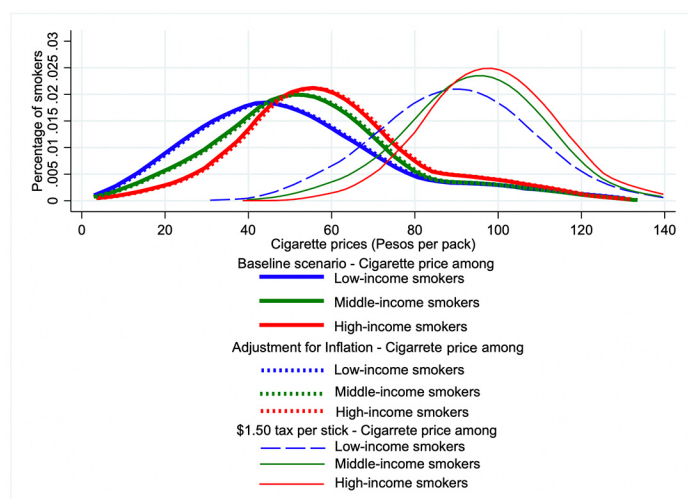 Percentage of smokers
.03
.025
.02
.015
.01
.005
0
0 20 40 60 80 100 120 140
Cigarette prices (Pesos per pack)
Baseline scenario - Cigarette price among
Low-income smokers
Middle-income smokers
High-income smokers
Adjustment for Inflation - Cigarrete price among
Low-income smokers
Middle-income smokers
High-income smokers
$1.50 tax per stick - Cigarrete price among
Low-income smokers
Middle-income smokers
High-income smokers